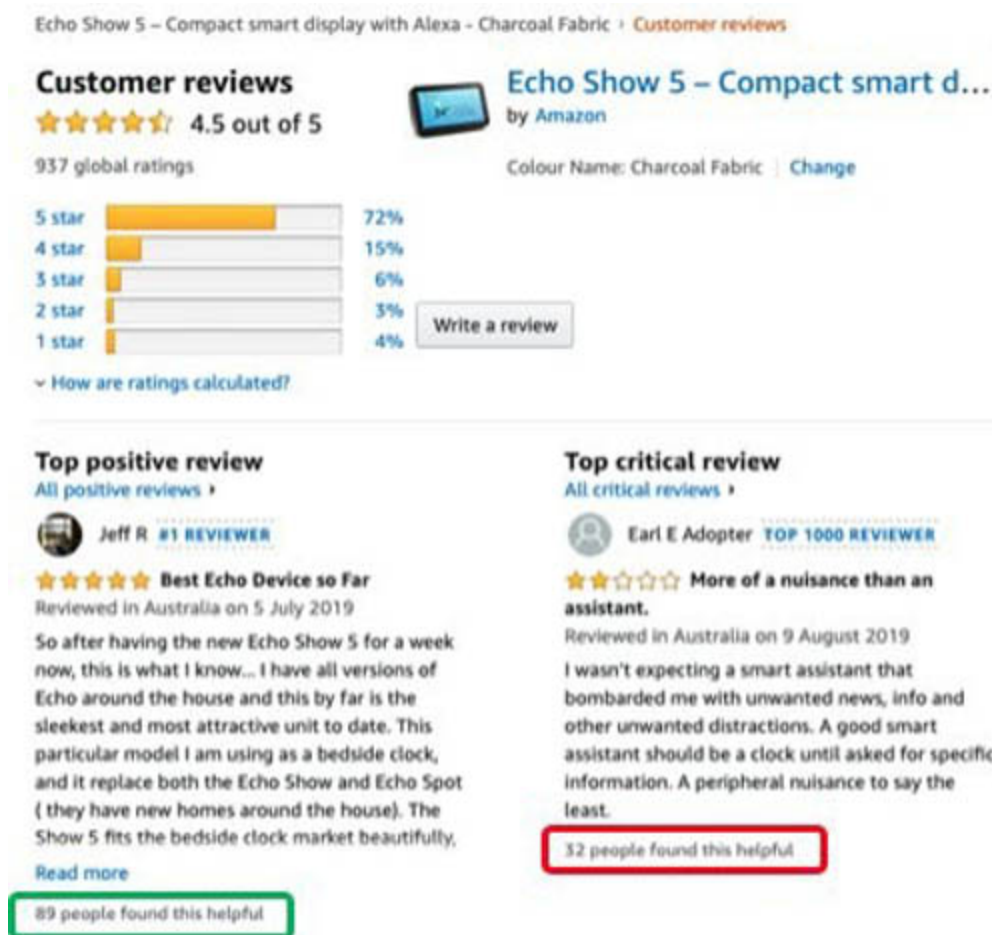 Echo Show 5 – Compact smart display with Alexa - Charcoal Fabric › Customer reviews
Customer reviews
4.5 out of 5
937 global ratings
Echo Show 5 – Compact smart d...
by Amazon
Colour Name: Charcoal Fabric | Change
5 star 72%
4 star 15%
3 star 6%
2 star 3%
1 star 4%
Write a review
How are ratings calculated?
Top positive review
All positive reviews ›
Jeff R #1 REVIEWER
Best Echo Device so Far
Reviewed in Australia on 5 July 2019
So after having the new Echo Show 5 for a week
now, this is what I know... I have all versions of
Echo around the house and this by far is the
sleekest and most attractive unit to date. This
particular model I am using as a bedside clock,
and it replace both the Echo Show and Echo Spot
( they have new homes around the house). The
Show 5 fits the bedside clock market beautifully.
Read more
89 people found this helpful
Top critical review
All critical reviews ›
Earl E Adopter TOP 1000 REVIEWER
More of a nuisance than an
assistant.
Reviewed in Australia on 9 August 2019
I wasn't expecting a smart assistant that
bombarded me with unwanted news, info and
other unwanted distractions. A good smart
assistant should be a clock until asked for specific
information. A peripheral nuisance to say the
least.
32 people found this helpful